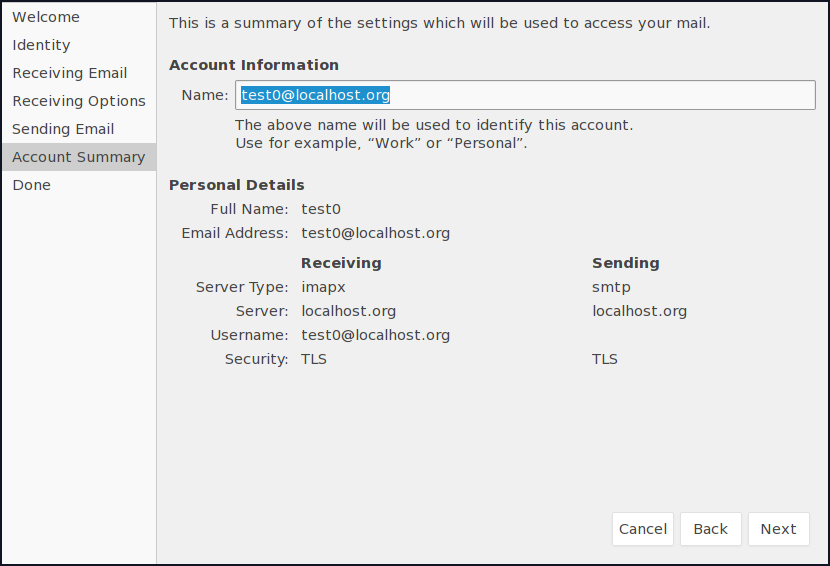 Welcome
Identity
Receiving Email
Receiving Options
Sending Email
Account Summary
Done
This is a summary of the settings which will be used to access your mail.
Account Information
Name: test0@localhost.org
The above name will be used to identify this account.
Use for example, “Work” or “Personal”.
Personal Details
Full Name: test0
Email Address: test0@localhost.org
Receiving Sending
Server Type: imapx smtp
Server: localhost.org localhost.org
Username: test0@localhost.org
Security: TLS TLS
Cancel Back Next